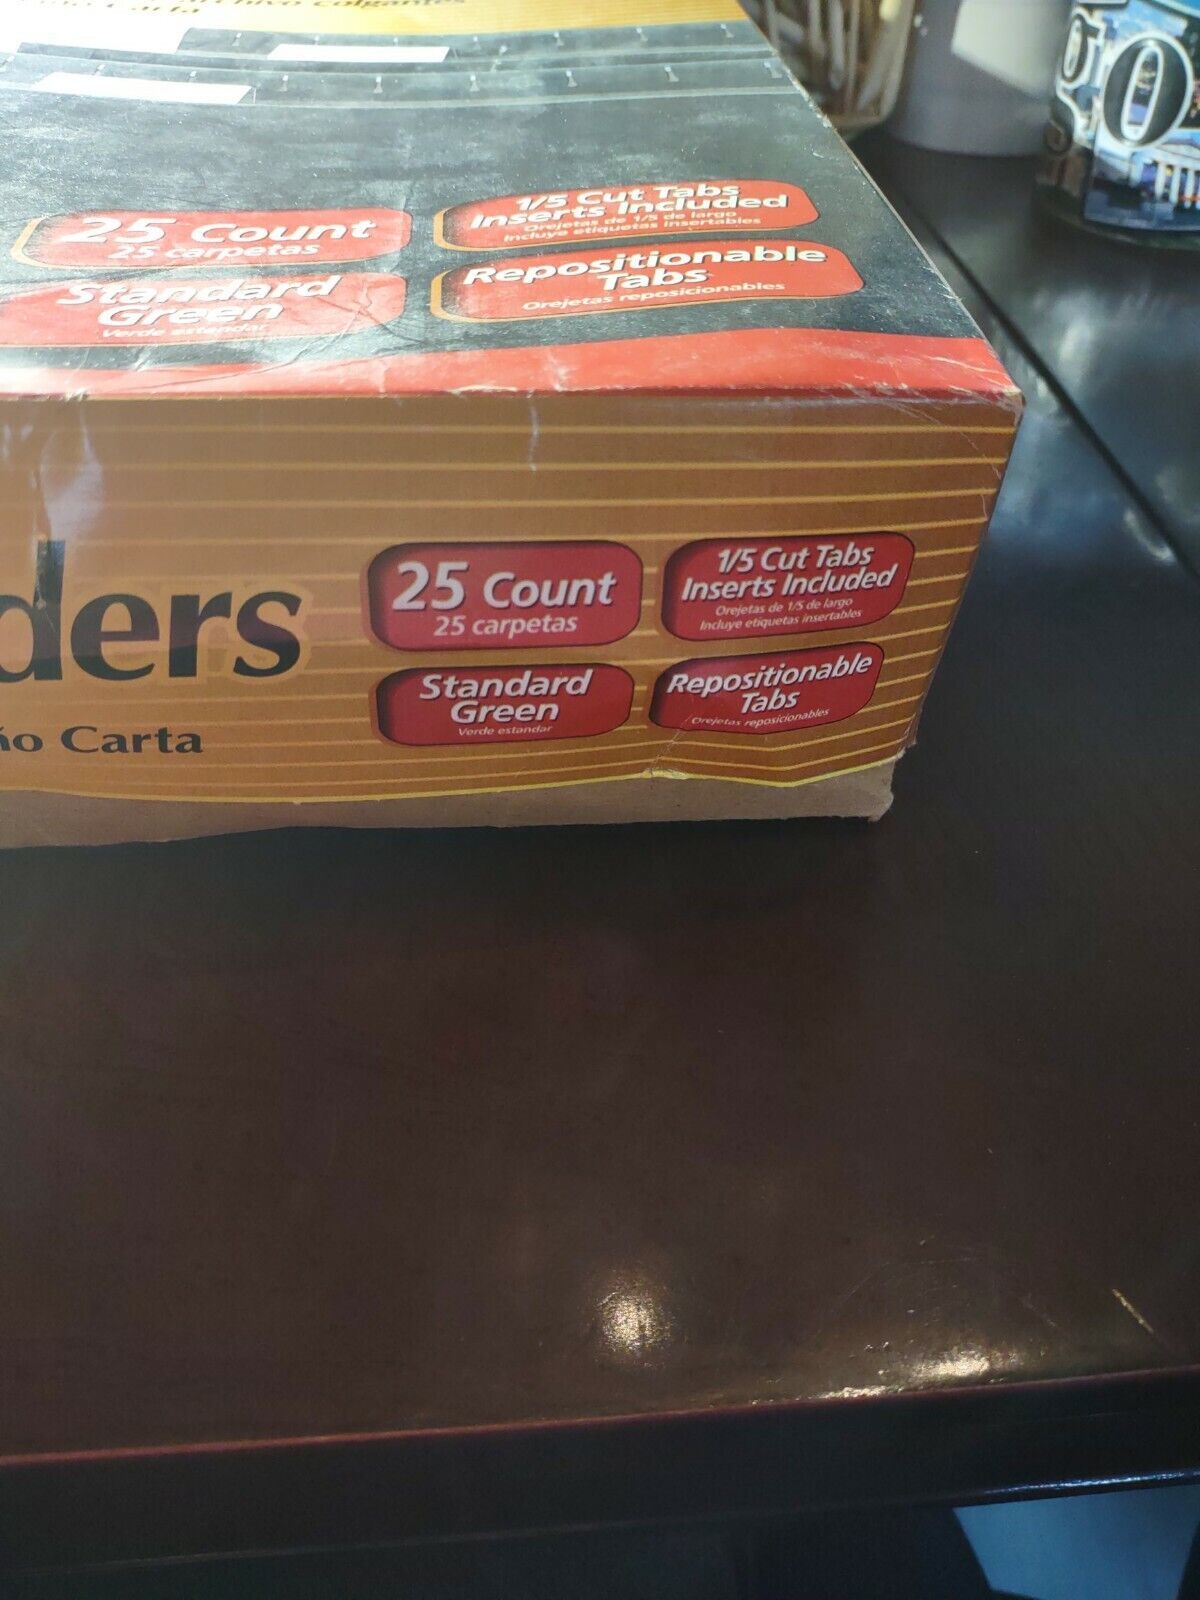 archivo colgantes
Carta
25 Count
25 carpetas
1/5 Cut Tabs
Inserts Included
Orejetas de 1/5 de largo
Incluye etiquetas insertables
Standard
Green
Verde estandar
Repositionable
Tabs
Orejetas reposicionables
ders
ño Carta
25 Count
25 carpetas
1/5 Cut Tabs
Inserts Included
Orejetas de 1/5 de largo
Incluye etiquetas insertables
Standard
Green
Verde estandar
Repositionable
Tabs
Orejetas reposicionables